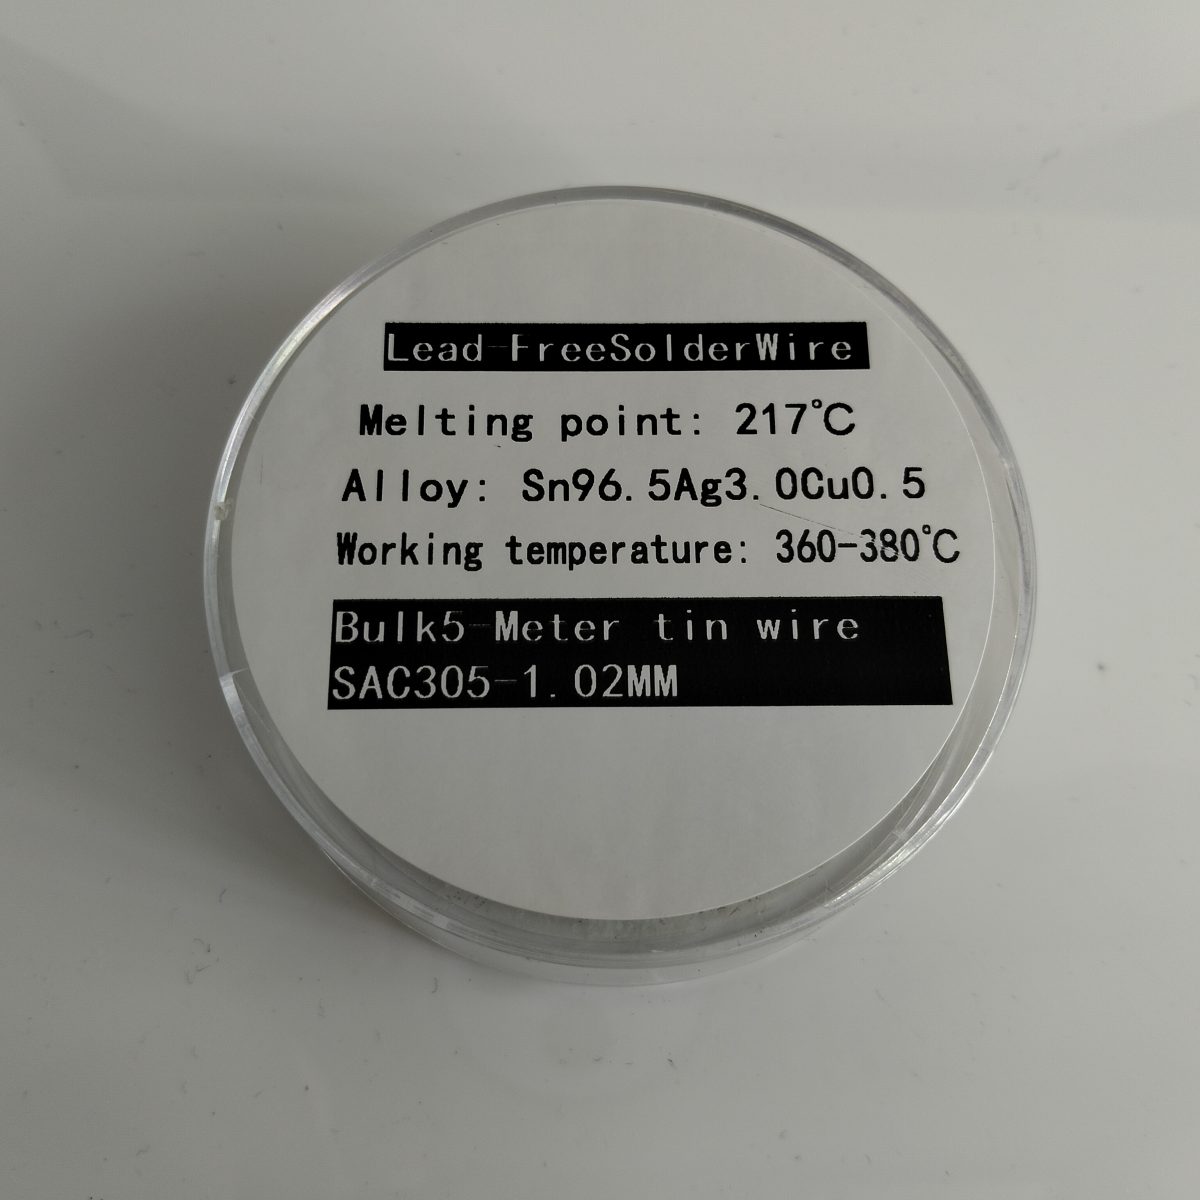 Lead-FreeSolderWire
Melting point: 217℃
Alloy: Sn96.5Ag3.0Cu0.5
Working temperature: 360-380℃
Bulk5-Meter tin wire
SAC305-1.02MM